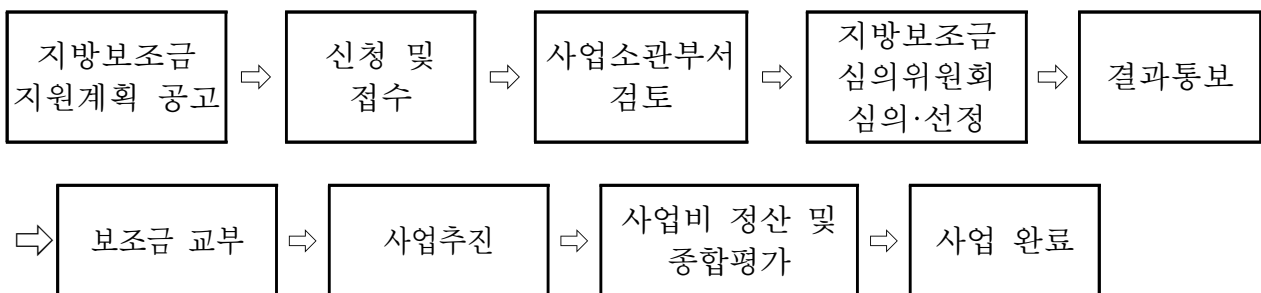 지방보조금
지원계획 공고
신청 및
접수
사업소관부서
검토
지방보조금
심의위원회
심의·선정
결과통보
보조금 교부
사업추진
사업비 정산 및
종합평가
사업 완료